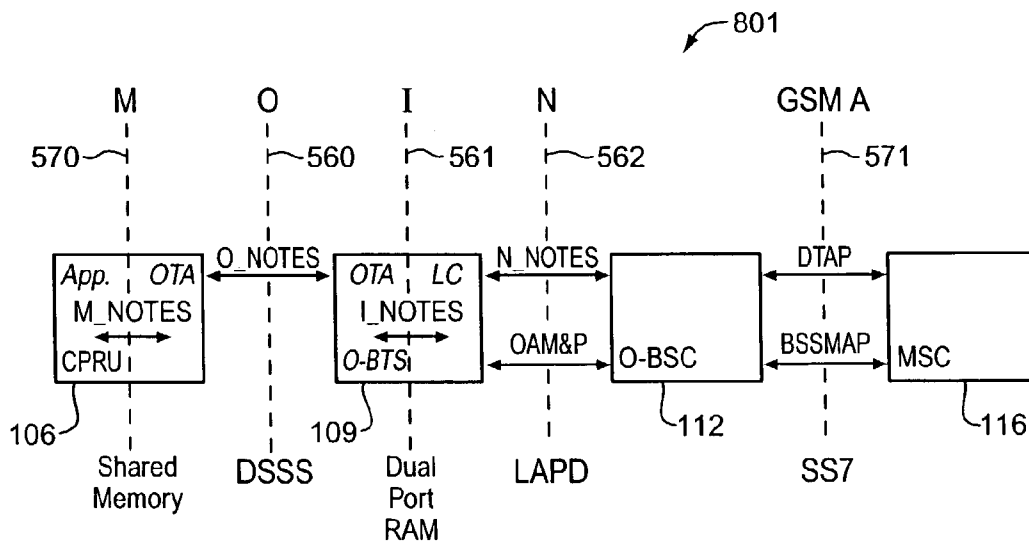 801
M O I N GSM A
570 560 561 562 571
O_NOTES N_NOTES DTAP
App. OTA OTA LC
M_NOTES I_NOTES
OAM&P BSSMAP
CPRU O-BTS O-BSC MSC
106 109 112 116
Shared Memory
DSSS
Dual Port RAM
LAPD
SS7